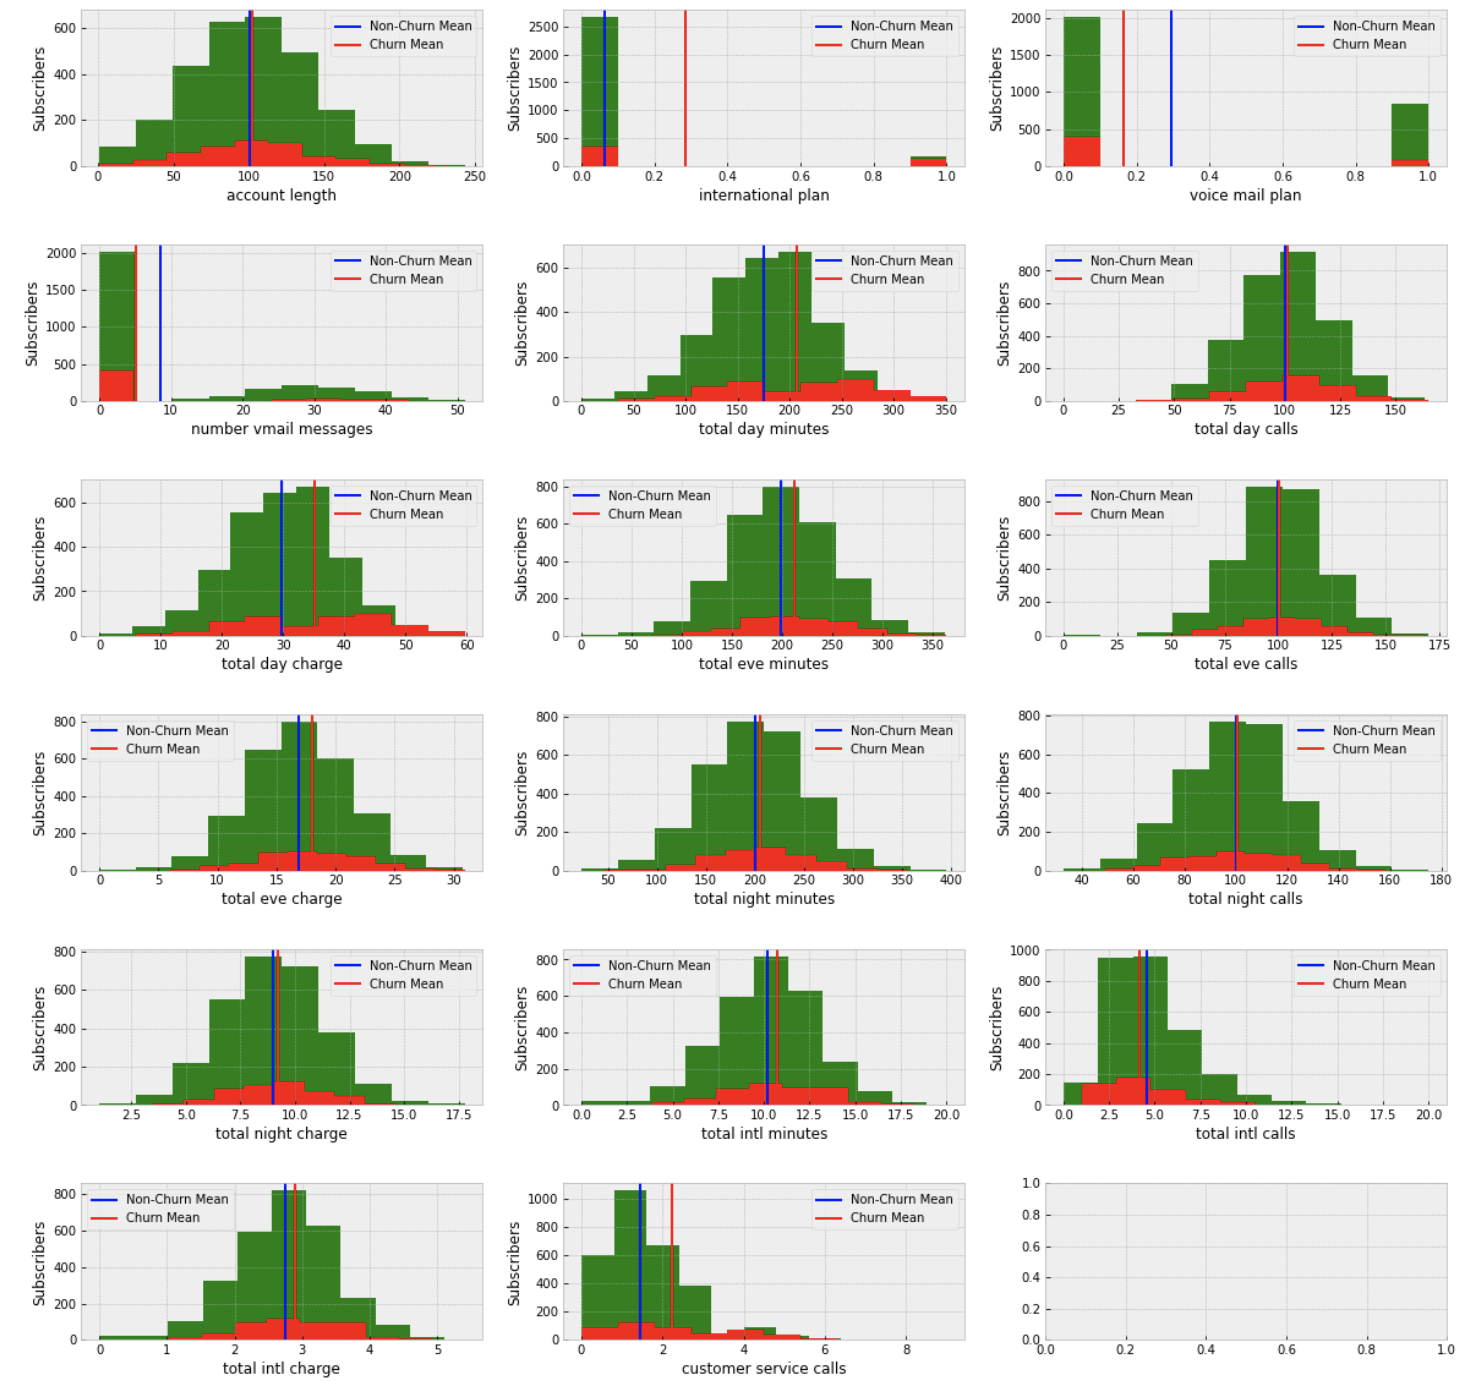 Subscribers
600
400
200
0
Non-Churn Mean
Churn Mean
0 50 100 150 200 250
account length
Subscribers
2500
2000
1500
1000
500
0
Non-Churn Mean
Churn Mean
0.0 0.2 0.4 0.6 0.8 1.0
international plan
Subscribers
2000
1500
1000
500
0
Non-Churn Mean
Churn Mean
0.0 0.2 0.4 0.6 0.8 1.0
voice mail plan
Subscribers
2000
1500
1000
500
0
Non-Churn Mean
Churn Mean
0 10 20 30 40 50
number vmail messages
Subscribers
600
400
200
0
Non-Churn Mean
Churn Mean
0 50 100 150 200 250 300 350
total day minutes
Subscribers
800
600
400
200
0
Non-Churn Mean
Churn Mean
0 25 50 75 100 125 150
total day calls
Subscribers
600
400
200
0
Non-Churn Mean
Churn Mean
0 10 20 30 40 50 60
total day charge
Subscribers
800
600
400
200
0
Non-Churn Mean
Churn Mean
0 50 100 150 200 250 300 350
total eve minutes
Subscribers
800
600
400
200
0
Non-Churn Mean
Churn Mean
0 25 50 75 100 125 150 175
total eve calls
Subscribers
800
600
400
200
0
Non-Churn Mean
Churn Mean
0 5 10 15 20 25 30
total eve charge
Subscribers
800
600
400
200
0
Non-Churn Mean
Churn Mean
50 100 150 200 250 300 350 400
total night minutes
Subscribers
800
600
400
200
0
Non-Churn Mean
Churn Mean
40 60 80 100 120 140 160 180
total night calls
Subscribers
800
600
400
200
0
Non-Churn Mean
Churn Mean
2.5 5.0 7.5 10.0 12.5 15.0 17.5
total night charge
Subscribers
800
600
400
200
0
Non-Churn Mean
Churn Mean
0.0 2.5 5.0 7.5 10.0 12.5 15.0 17.5 20.0
total intl minutes
Subscribers
1000
800
600
400
200
0
Non-Churn Mean
Churn Mean
0.0 2.5 5.0 7.5 10.0 12.5 15.0 17.5 20.0
total intl calls
Subscribers
800
600
400
200
0
Non-Churn Mean
Churn Mean
0 1 2 3 4 5
total intl charge
Subscribers
1000
800
600
400
200
0
Non-Churn Mean
Churn Mean
0 2 4 6 8
customer service calls
1.0
0.8
0.6
0.4
0.2
0.0
0.0 0.2 0.4 0.6 0.8 1.0